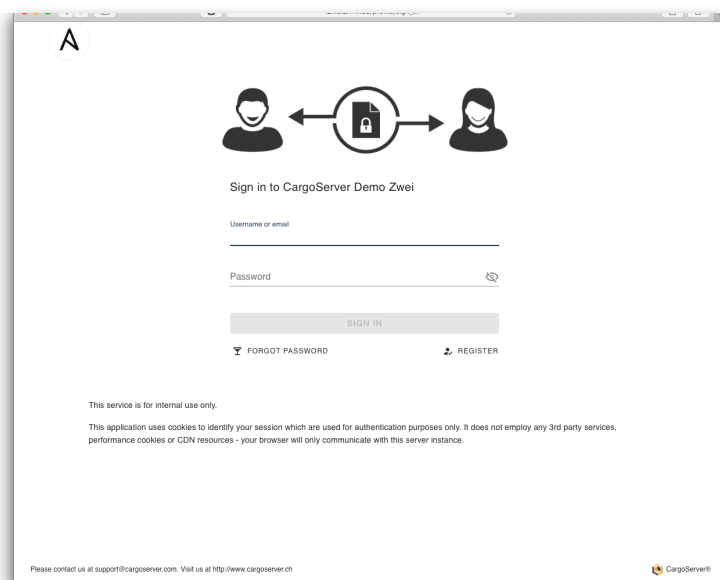 Sign in to CargoServer Demo Zwei
Username or email
Password
SIGN IN
FORGOT PASSWORD
REGISTER
This service is for internal use only.
This application uses cookies to identify your session which are used for authentication purposes only. It does not employ any 3rd party services,
performance cookies or CDN resources - your browser will only communicate with this server instance.
Please contact us at support@cargoserver.com. Visit us at http://www.cargoserver.ch
CargoServer®